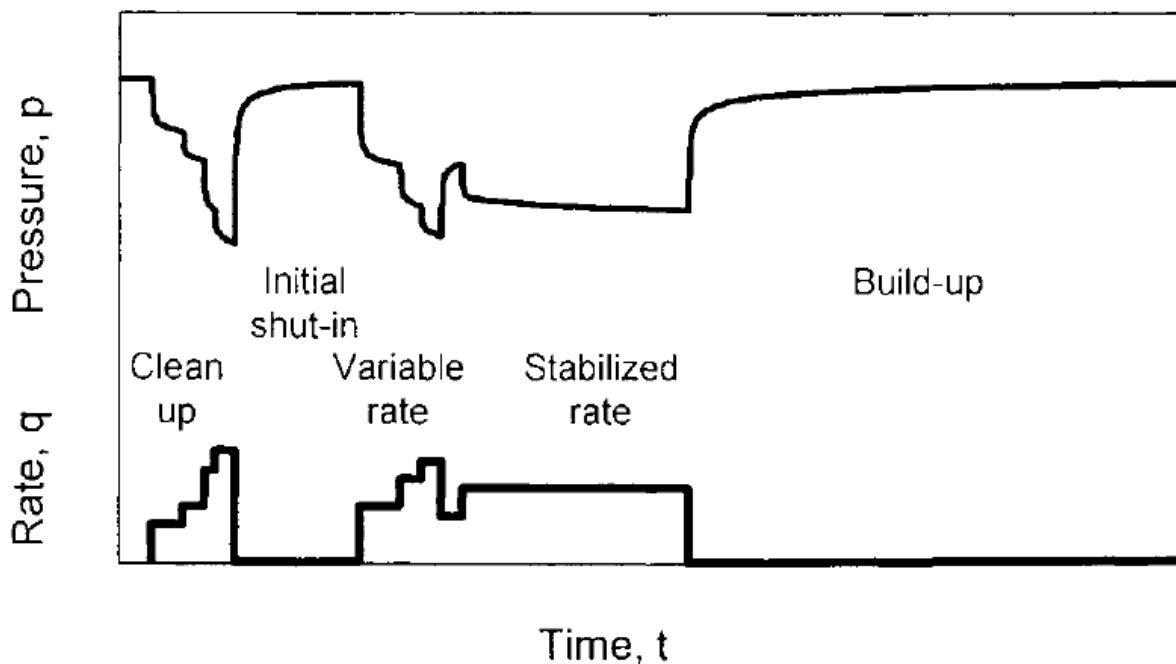 Pressure, p
Initial
shut-in
Build-up
Clean
up
Variable
rate
Stabilized
rate
Rate, q
Time, t